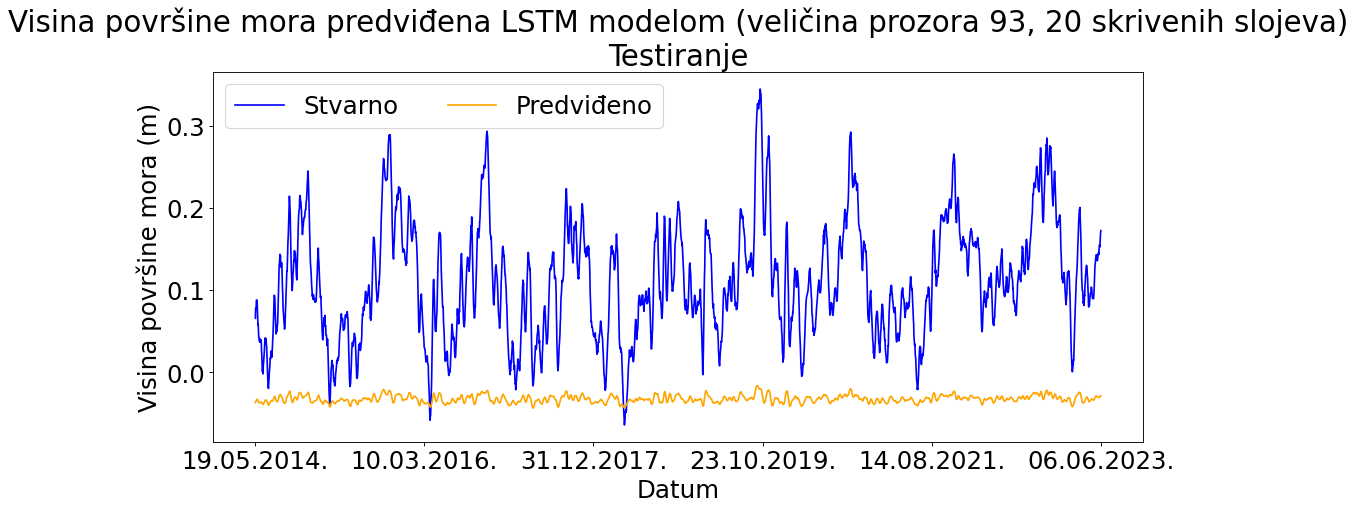 Visina površine mora predviđena LSTM modelom (veličina prozora 93, 20 skrivenih slojeva)
Testiranje
Stvarno Predviđeno
Visina površine mora (m)
0.3
0.2
0.1
0.0
19.05.2014. 10.03.2016. 31.12.2017. 23.10.2019. 14.08.2021. 06.06.2023.
Datum